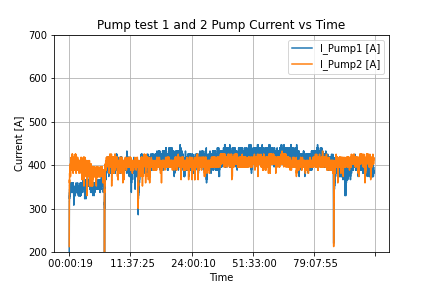 Pump test 1 and 2 Pump Current vs Time
I_Pump1 [A]
I_Pump2 [A]
Current [A]
700
600
500
400
300
200
00:00:19 11:37:25 24:00:10 51:33:00 79:07:55
Time